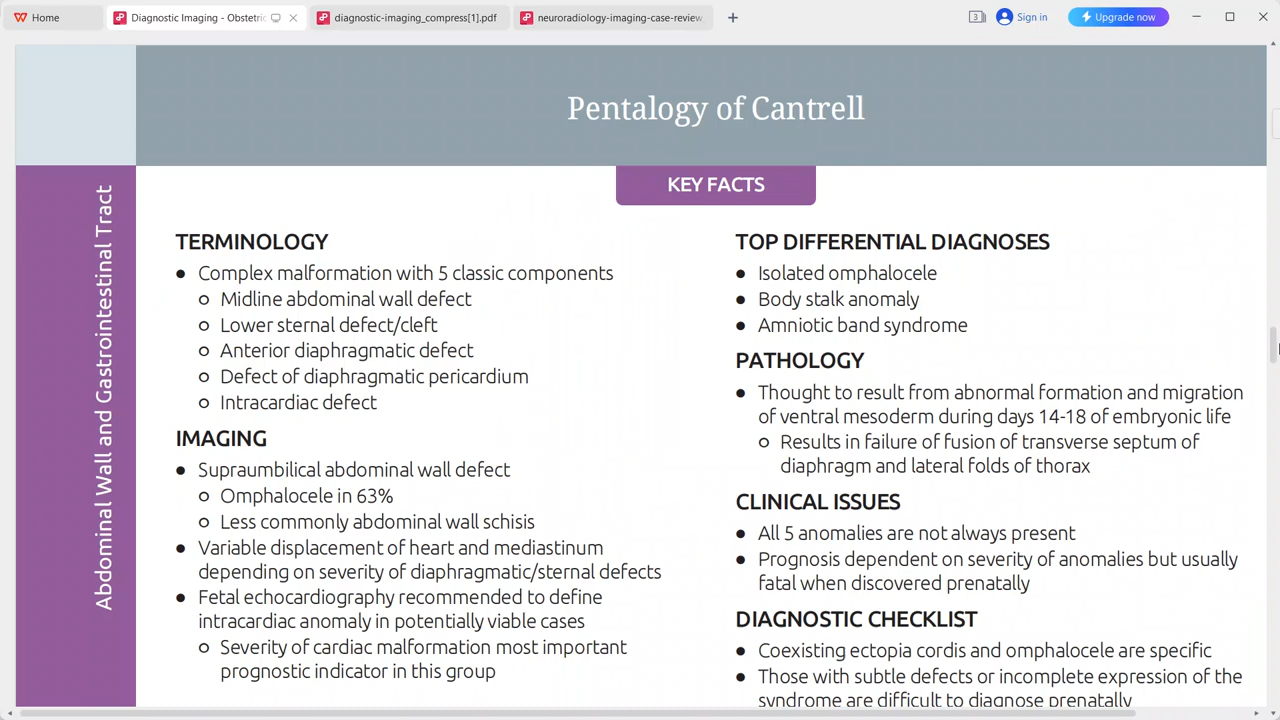 Home
Diagnostic Imaging - Obstetric
diagnostic-imaging_compress[1].pdf
neuroradiology-imaging-case-review
3
Sign in
Upgrade now
Pentalogy of Cantrell
KEY FACTS
Abdominal Wall and Gastrointestinal Tract
TERMINOLOGY
• Complex malformation with 5 classic components
o Midline abdominal wall defect
o Lower sternal defect/cleft
o Anterior diaphragmatic defect
o Defect of diaphragmatic pericardium
o Intracardiac defect
IMAGING
• Supraumbilical abdominal wall defect
o Omphalocele in 63%
o Less commonly abdominal wall schisis
• Variable displacement of heart and mediastinum
depending on severity of diaphragmatic/sternal defects
• Fetal echocardiography recommended to define
intracardiac anomaly in potentially viable cases
o Severity of cardiac malformation most important
prognostic indicator in this group
TOP DIFFERENTIAL DIAGNOSES
• Isolated omphalocele
• Body stalk anomaly
• Amniotic band syndrome
PATHOLOGY
• Thought to result from abnormal formation and migration
of ventral mesoderm during days 14-18 of embryonic life
o Results in failure of fusion of transverse septum of
diaphragm and lateral folds of thorax
CLINICAL ISSUES
• All 5 anomalies are not always present
• Prognosis dependent on severity of anomalies but usually
fatal when discovered prenatally
DIAGNOSTIC CHECKLIST
• Coexisting ectopia cordis and omphalocele are specific
• Those with subtle defects or incomplete expression of the
syndrome are difficult to diagnose prenatally